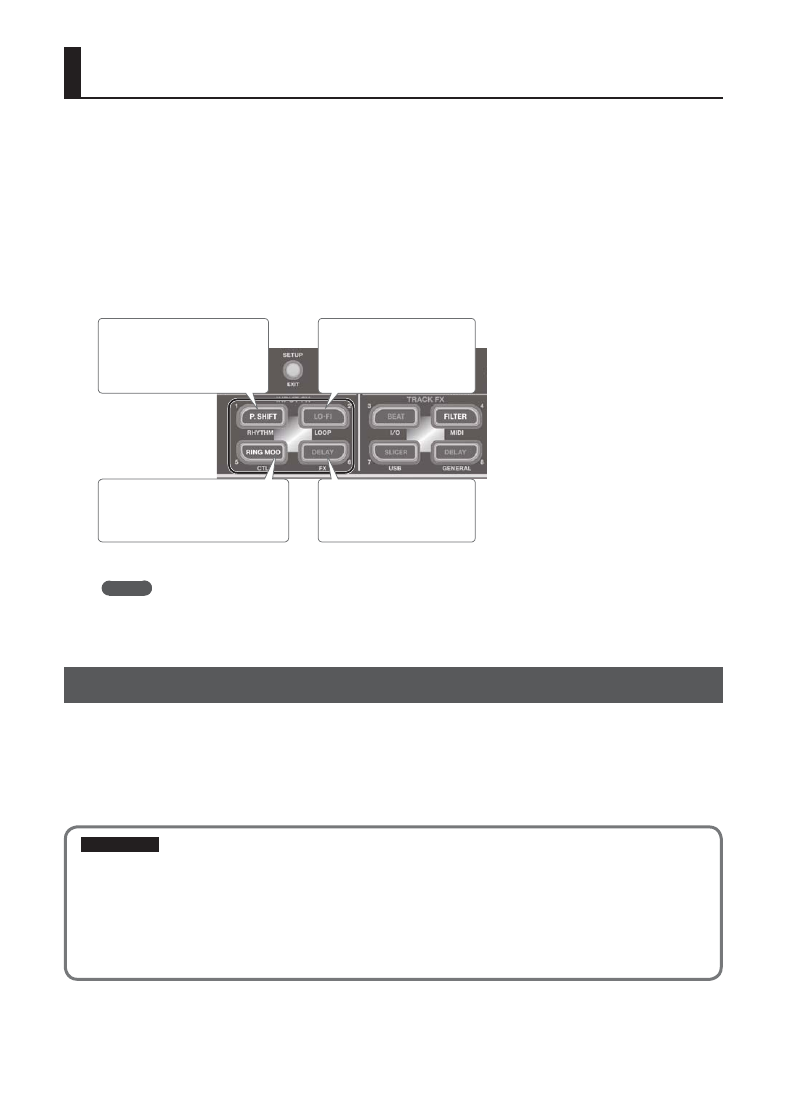 SETUP
EXIT
TRACK FX
1 2 3 4
P. SHIFT LO-FI BEAT FILTER
RHYTHM LOOP I/O MIDI
RING MOD DELAY SLICER DELAY
5 6 7 8
CTL FX USB GENERAL